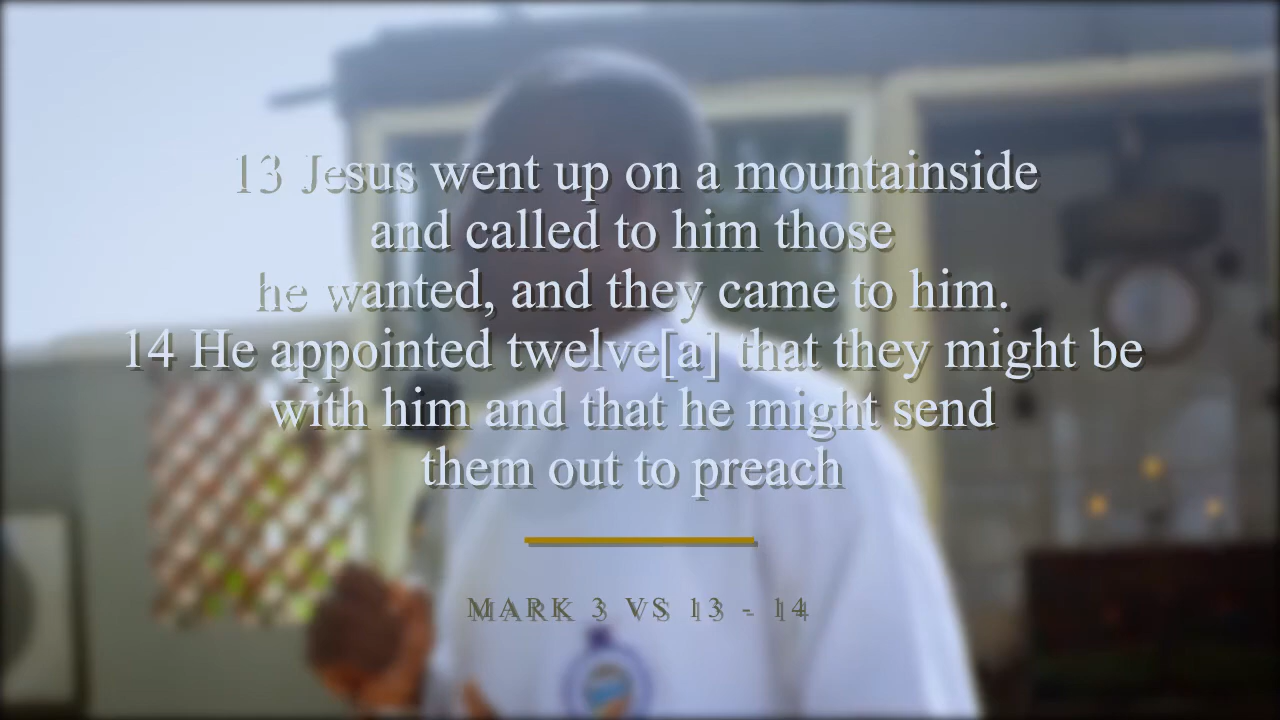 13 Jesus went up on a mountainside
and called to him those
he wanted, and they came to him.
14 He appointed twelve[a] that they might be
with him and that he might send
them out to preach
MARK 3 VS 13 - 14